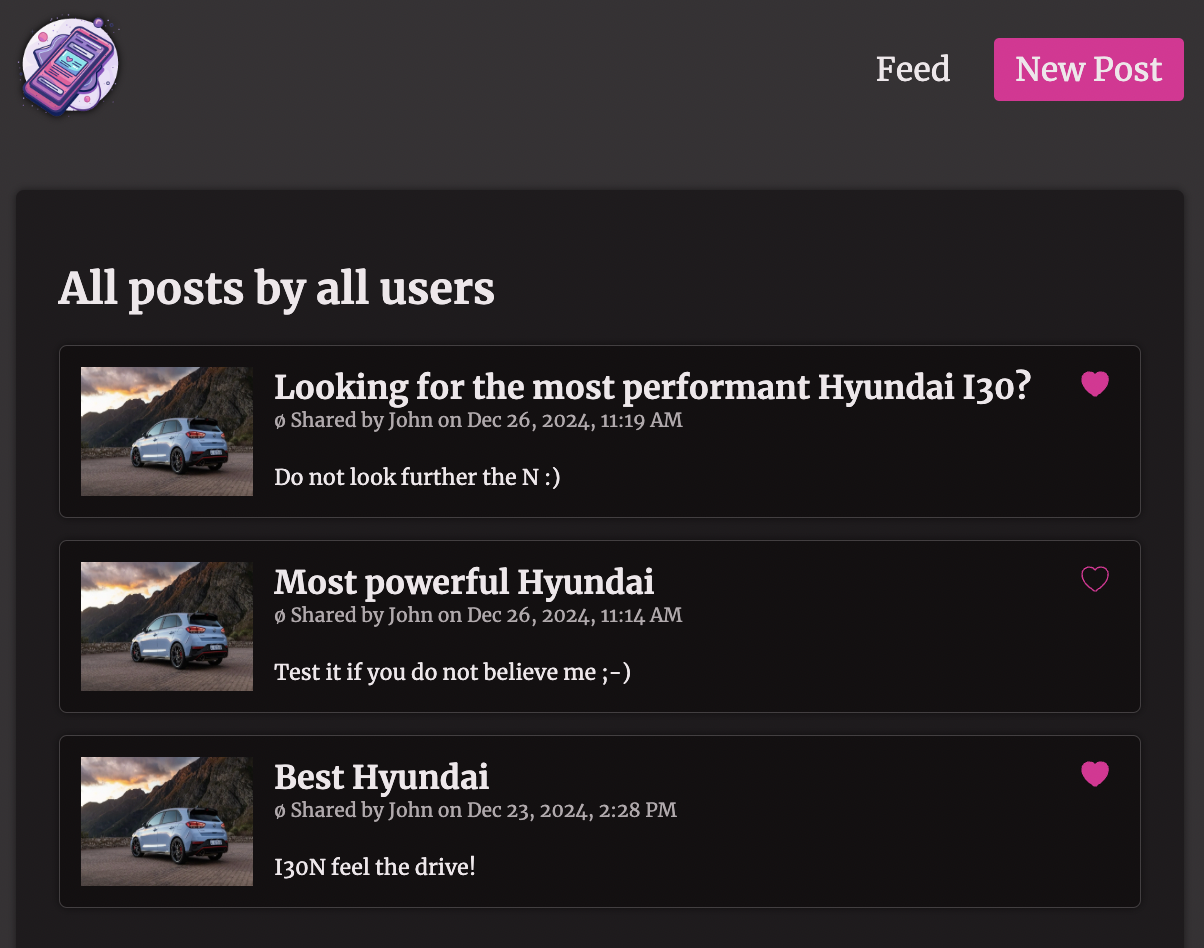 Feed
New Post
All posts by all users
Looking for the most performant Hyundai I30?
ø Shared by John on Dec 26, 2024, 11:19 AM
Do not look further the N :)
Most powerful Hyundai
ø Shared by John on Dec 26, 2024, 11:14 AM
Test it if you do not believe me ;-)
Best Hyundai
ø Shared by John on Dec 23, 2024, 2:28 PM
I30N feel the drive!